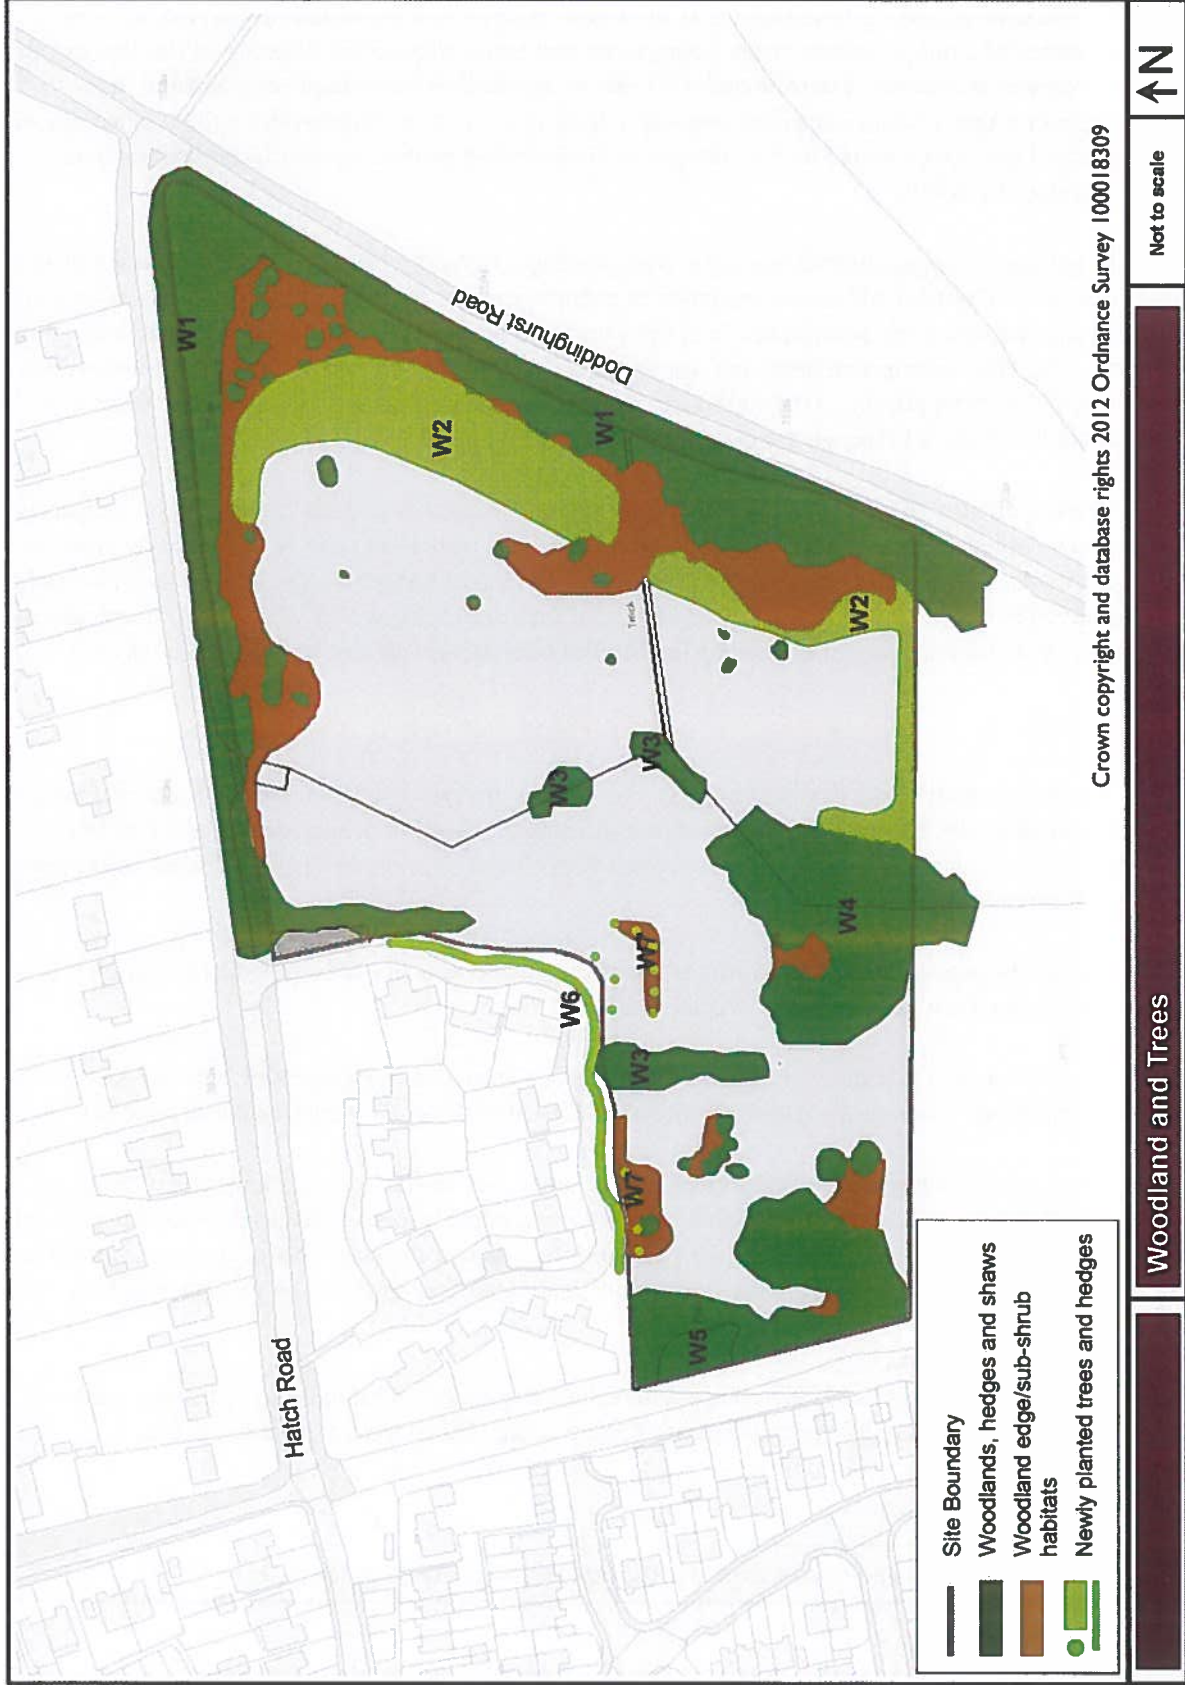 Hatch Road
Doddinghurst Road
W1
W1
W2
W2
W3
W3
W3
W4
W5
W6
W7
W7
Track
Site Boundary
Woodlands, hedges and shaws
Woodland edge/sub-shrub
habitats
Newly planted trees and hedges
Crown copyright and database rights 2012 Ordnance Survey 100018309
Woodland and Trees
Not to scale
N